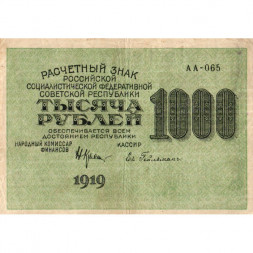 РАСЧЕТНЫЙ ЗНАК
РОССИЙСКОЙ
СОЦИАЛИСТИЧЕСКОЙ ФЕДЕРАТИВНОЙ
СОВЕТСКОЙ РЕСПУБЛИКИ
АА-065
ТЫСЯЧА
РУБЛЕЙ
1000
ОБЕСПЕЧИВАЕТСЯ ВСЕМ
ДОСТОЯНИЕМ РЕСПУБЛИКИ
НАРОДНЫЙ КОМИССАР
ФИНАНСОВ
КАССИР
1919